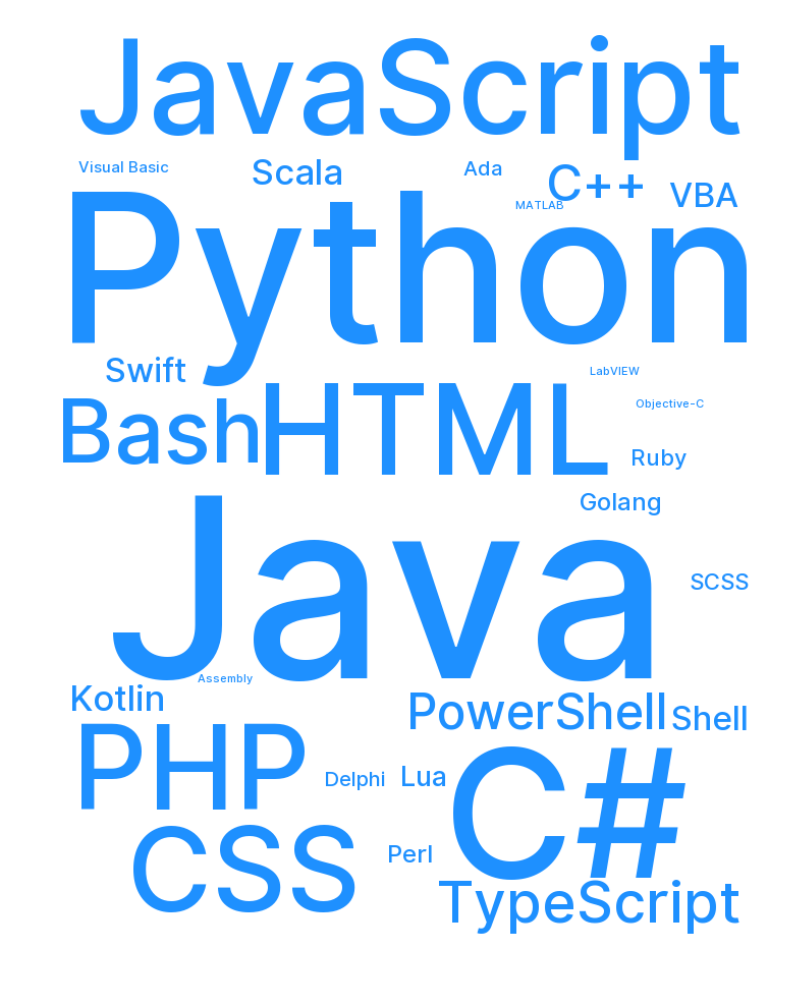 JavaScript
Visual Basic
Scala
Ada
C++
VBA
MATLAB
Python
Swift
LabVIEW
Bash
HTML
Objective-C
Ruby
Golang
Java
SCSS
Assembly
Kotlin
PowerShell
Shell
PHP
Delphi
Lua
C#
CSS
Perl
TypeScript